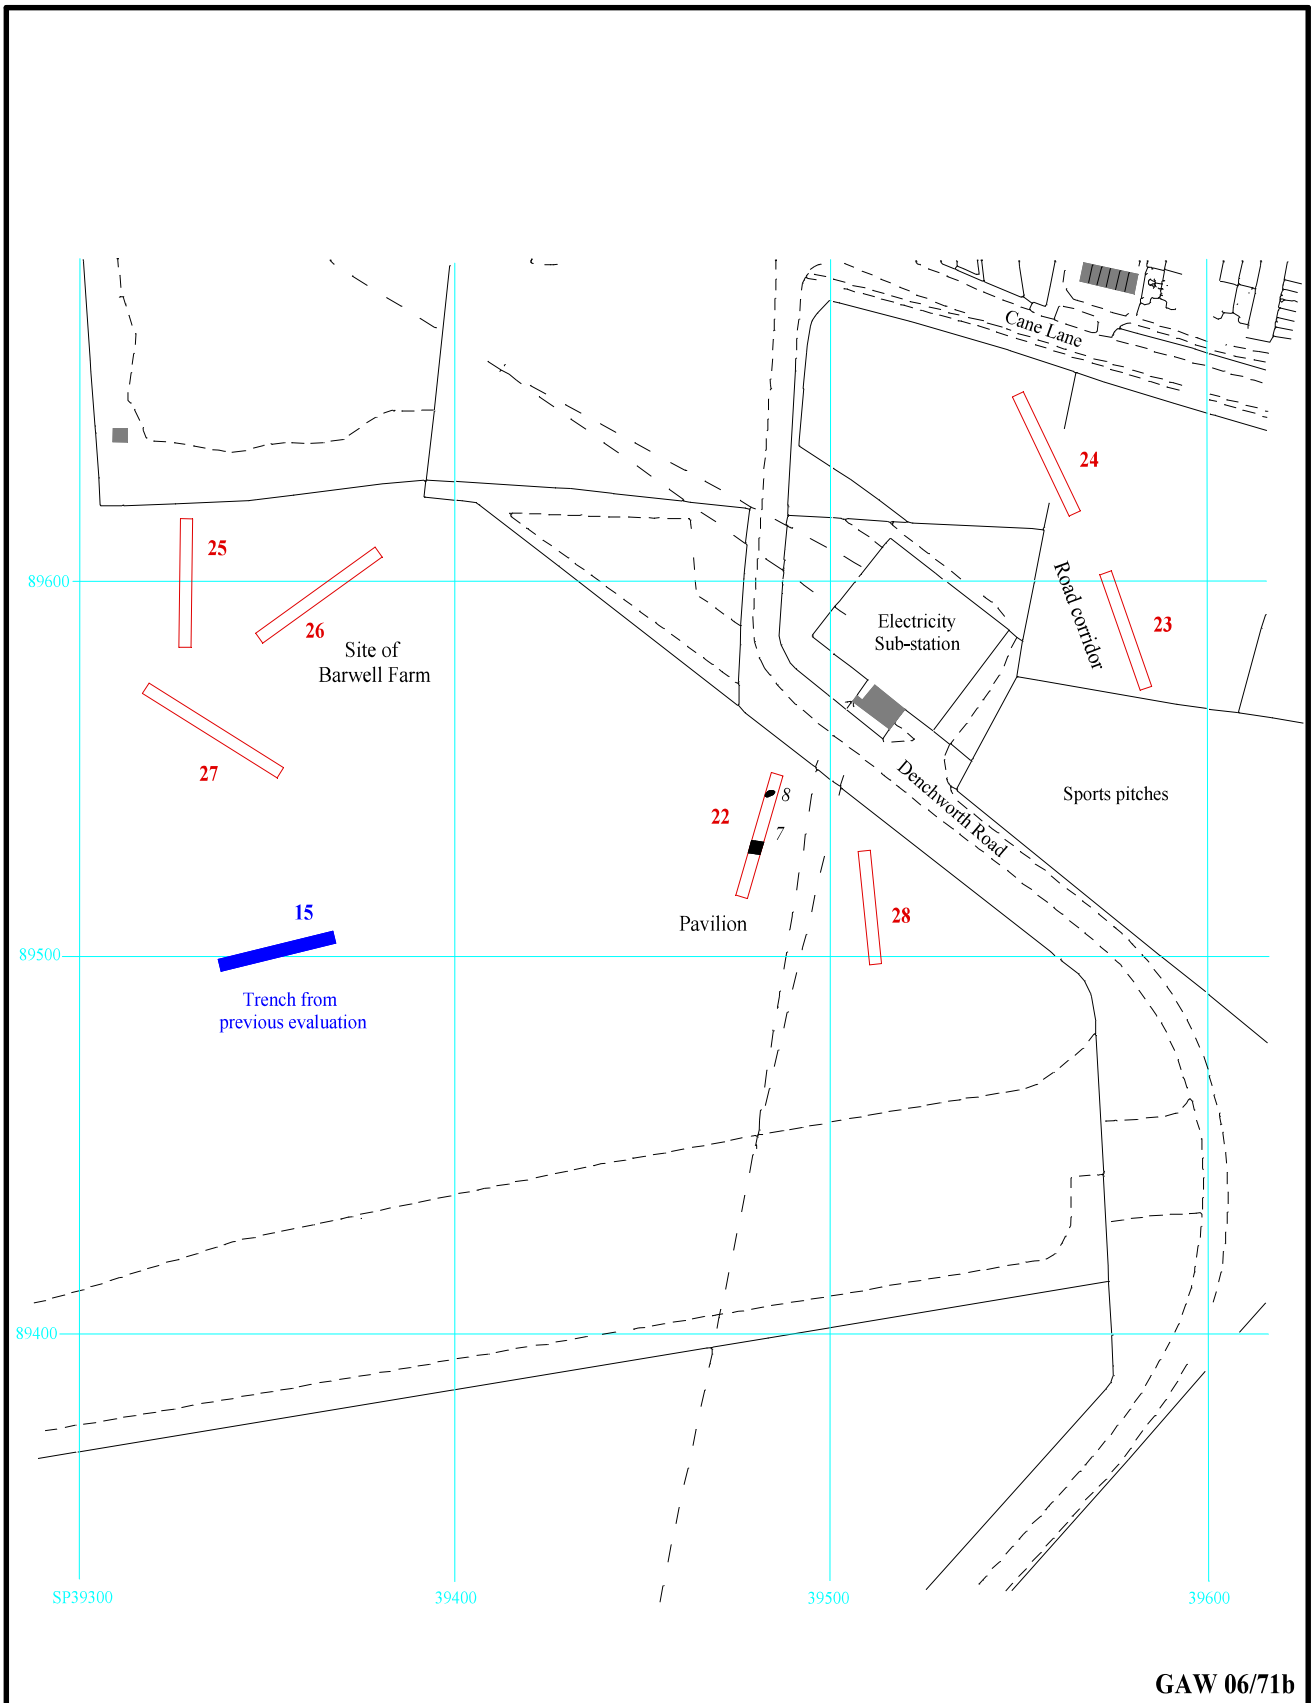 Cane Lane
24
25
89600
26
Site of
Barwell Farm
Electricity
Sub-station
Road corridor
23
27
8
22
7
Denchworth Road
Sports pitches
15
Pavilion
28
89500
Trench from
previous evaluation
89400
SP39300
39400
39500
39600
GAW 06/71b